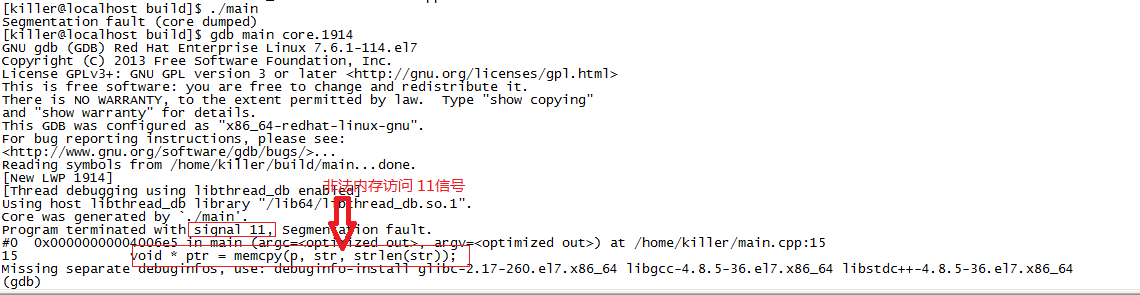 [killer@localhost build]$ ./main
Segmentation fault (core dumped)
[killer@localhost build]$ gdb main core.1914
GNU gdb (GDB) Red Hat Enterprise Linux 7.6.1-114.el7
Copyright (C) 2013 Free Software Foundation, Inc.
License GPLv3+: GNU GPL version 3 or later <http://gnu.org/licenses/gpl.html>
This is free software: you are free to change and redistribute it.
There is NO WARRANTY, to the extent permitted by law.  Type "show copying"
and "show warranty" for details.
This GDB was configured as "x86_64-redhat-linux-gnu".
For bug reporting instructions, please see:
<http://www.gnu.org/software/gdb/bugs/>...
Reading symbols from /home/killer/build/main...done.
[New LWP 1914]
[Thread debugging using libthread_db enabled]
非法内存访问 11信号
Using host libthread_db library "/lib64/libthread_db.so.1".
Core was generated by `./main'.
Program terminated with signal 11, Segmentation fault.
#0  0x00000000004006e5 in main (argc=<optimized out>, argv=<optimized out>) at /home/killer/main.cpp:15
15              void * ptr = memcpy(p, str, strlen(str));
Missing separate debuginfos, use: debuginfo-install glibc-2.17-260.el7.x86_64 libgcc-4.8.5-36.el7.x86_64 libstdc++-4.8.5-36.el7.x86_64
(gdb)